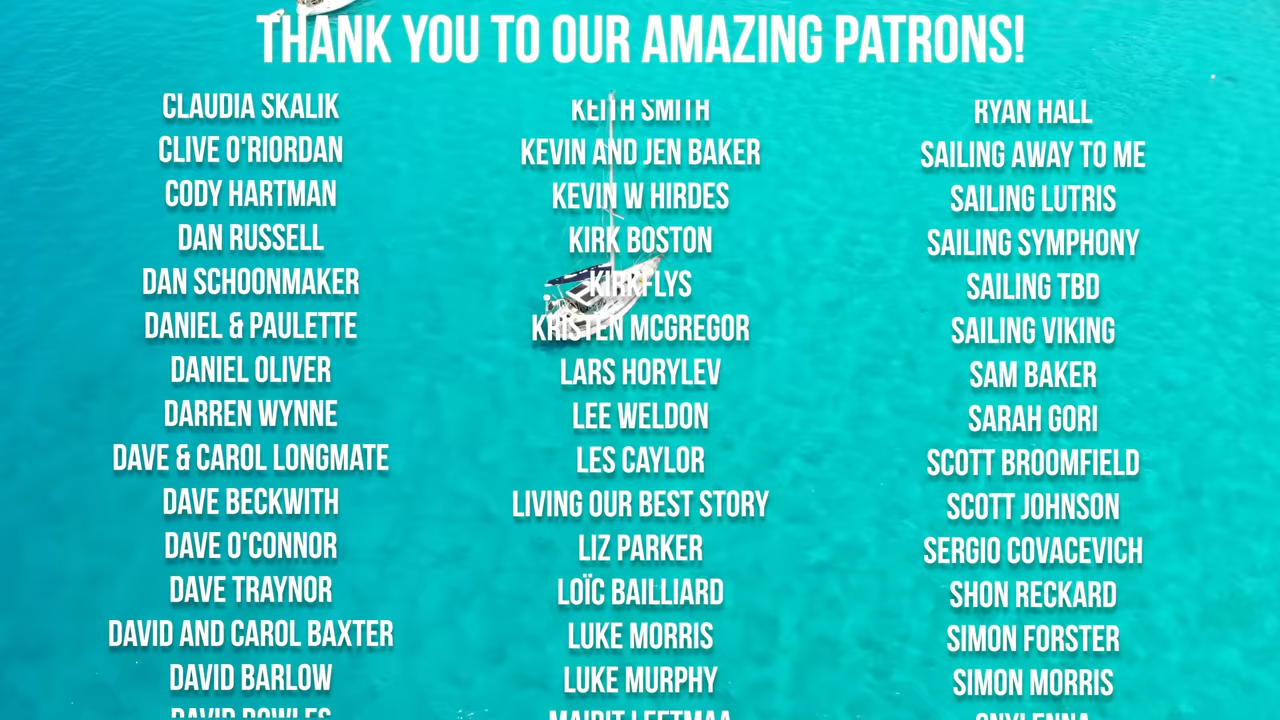 THANK YOU TO OUR AMAZING PATRONS!
CLAUDIA SKALIK
CLIVE O'RIORDAN
CODY HARTMAN
DAN RUSSELL
DAN SCHOONMAKER
DANIEL & PAULETTE
DANIEL OLIVER
DARREN WYNNE
DAVE & CAROL LONGMATE
DAVE BECKWITH
DAVE O'CONNOR
DAVE TRAYNOR
DAVID AND CAROL BAXTER
DAVID BARLOW
DAVID BOWLES
KEITH SMITH
KEVIN AND JEN BAKER
KEVIN W HIRDES
KIRK BOSTON
KIRKFLYS
KRISTEN MCGREGOR
LARS HORYLEV
LEE WELDON
LES CAYLOR
LIVING OUR BEST STORY
LIZ PARKER
LOÏC BAILLIARD
LUKE MORRIS
LUKE MURPHY
RYAN HALL
SAILING AWAY TO ME
SAILING LUTRIS
SAILING SYMPHONY
SAILING TBD
SAILING VIKING
SAM BAKER
SARAH GORI
SCOTT BROOMFIELD
SCOTT JOHNSON
SERGIO COVACEVICH
SHON RECKARD
SIMON FORSTER
SIMON MORRIS